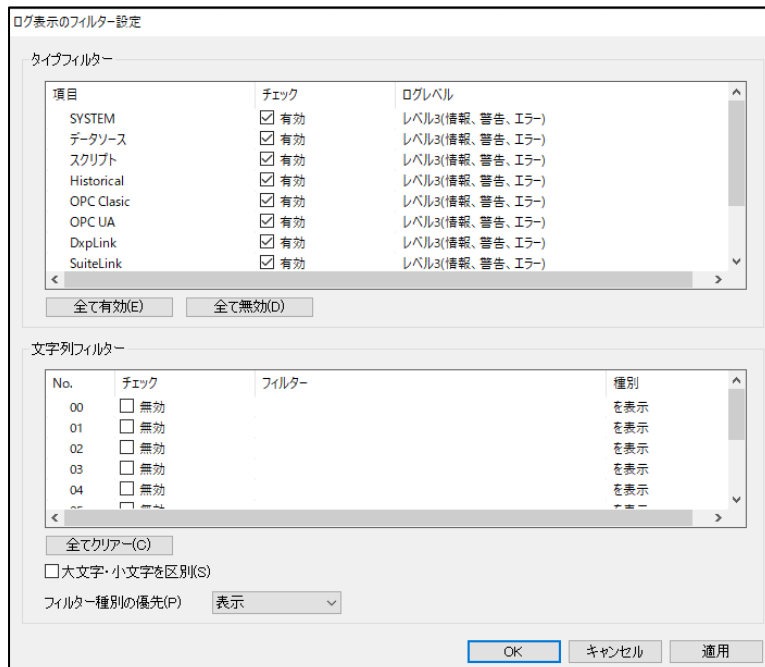 ログ表示のフィルター設定
タイプフィルター
項目 チェック ログレベル
SYSTEM 有効 レベル3(情報、警告、エラー)
データソース 有効 レベル3(情報、警告、エラー)
スクリプト 有効 レベル3(情報、警告、エラー)
Historical 有効 レベル3(情報、警告、エラー)
OPC Clasic 有効 レベル3(情報、警告、エラー)
OPC UA 有効 レベル3(情報、警告、エラー)
DxpLink 有効 レベル3(情報、警告、エラー)
SuiteLink 有効 レベル3(情報、警告、エラー)
全て有効(E) 全て無効(D)
文字列フィルター
No. チェック フィルター 種別
00 無効 を表示
01 無効 を表示
02 無効 を表示
03 無効 を表示
04 無効 を表示
全てクリアー(C)
大文字・小文字を区別(S)
フィルター種別の優先(P) 表示
OK キャンセル 適用